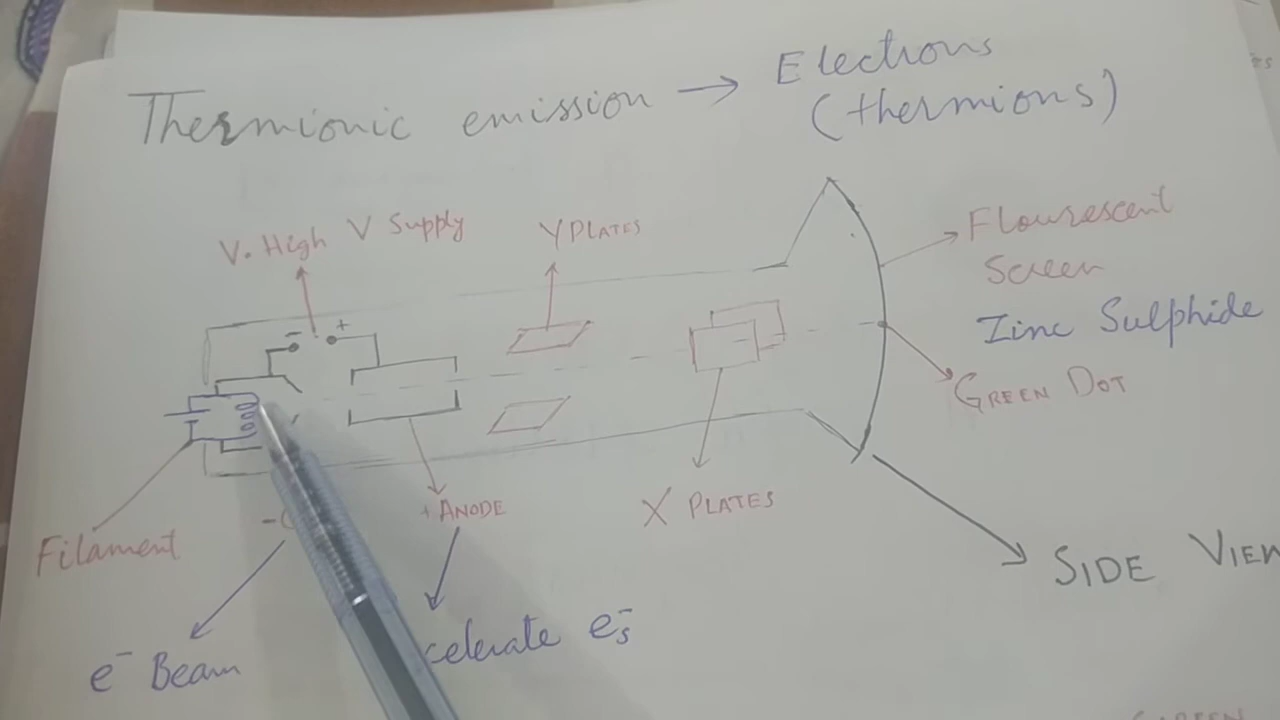 Thermionic emission → Electrons
(thermions)
V. High V Supply
Y PLATES
Flourescent
Screen
Zinc Sulphide
- +
GREEN DOT
Filament
+ ANODE
X PLATES
SIDE VIEW
e⁻ Beam
celerate e⁻s